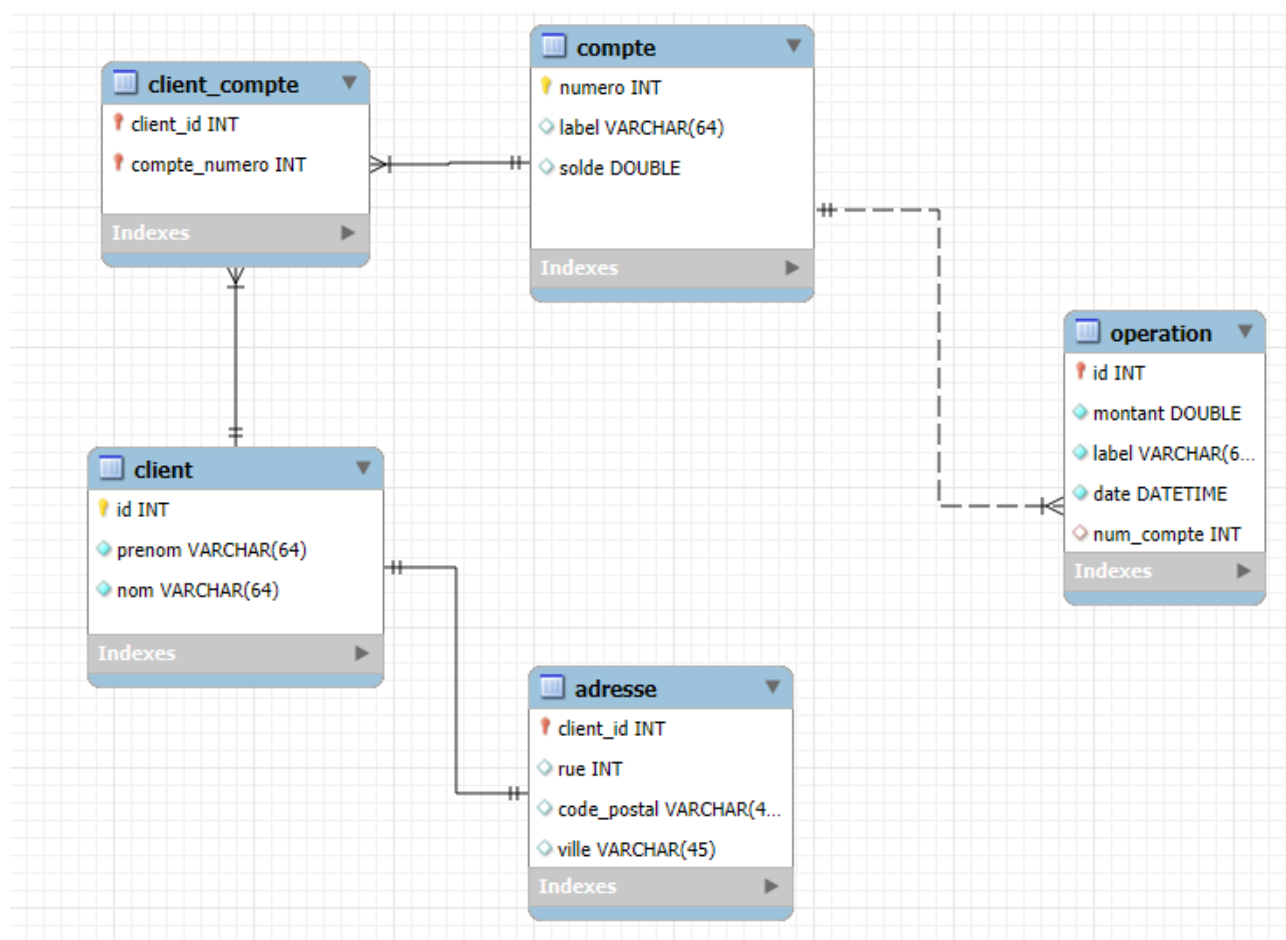 client_compte
client_id INT
compte_numero INT
Indexes
compte
numero INT
label VARCHAR(64)
solde DOUBLE
Indexes
operation
id INT
montant DOUBLE
label VARCHAR(6...
date DATETIME
num_compte INT
Indexes
client
id INT
prenom VARCHAR(64)
nom VARCHAR(64)
Indexes
adresse
client_id INT
rue INT
code_postal VARCHAR(4...
ville VARCHAR(45)
Indexes